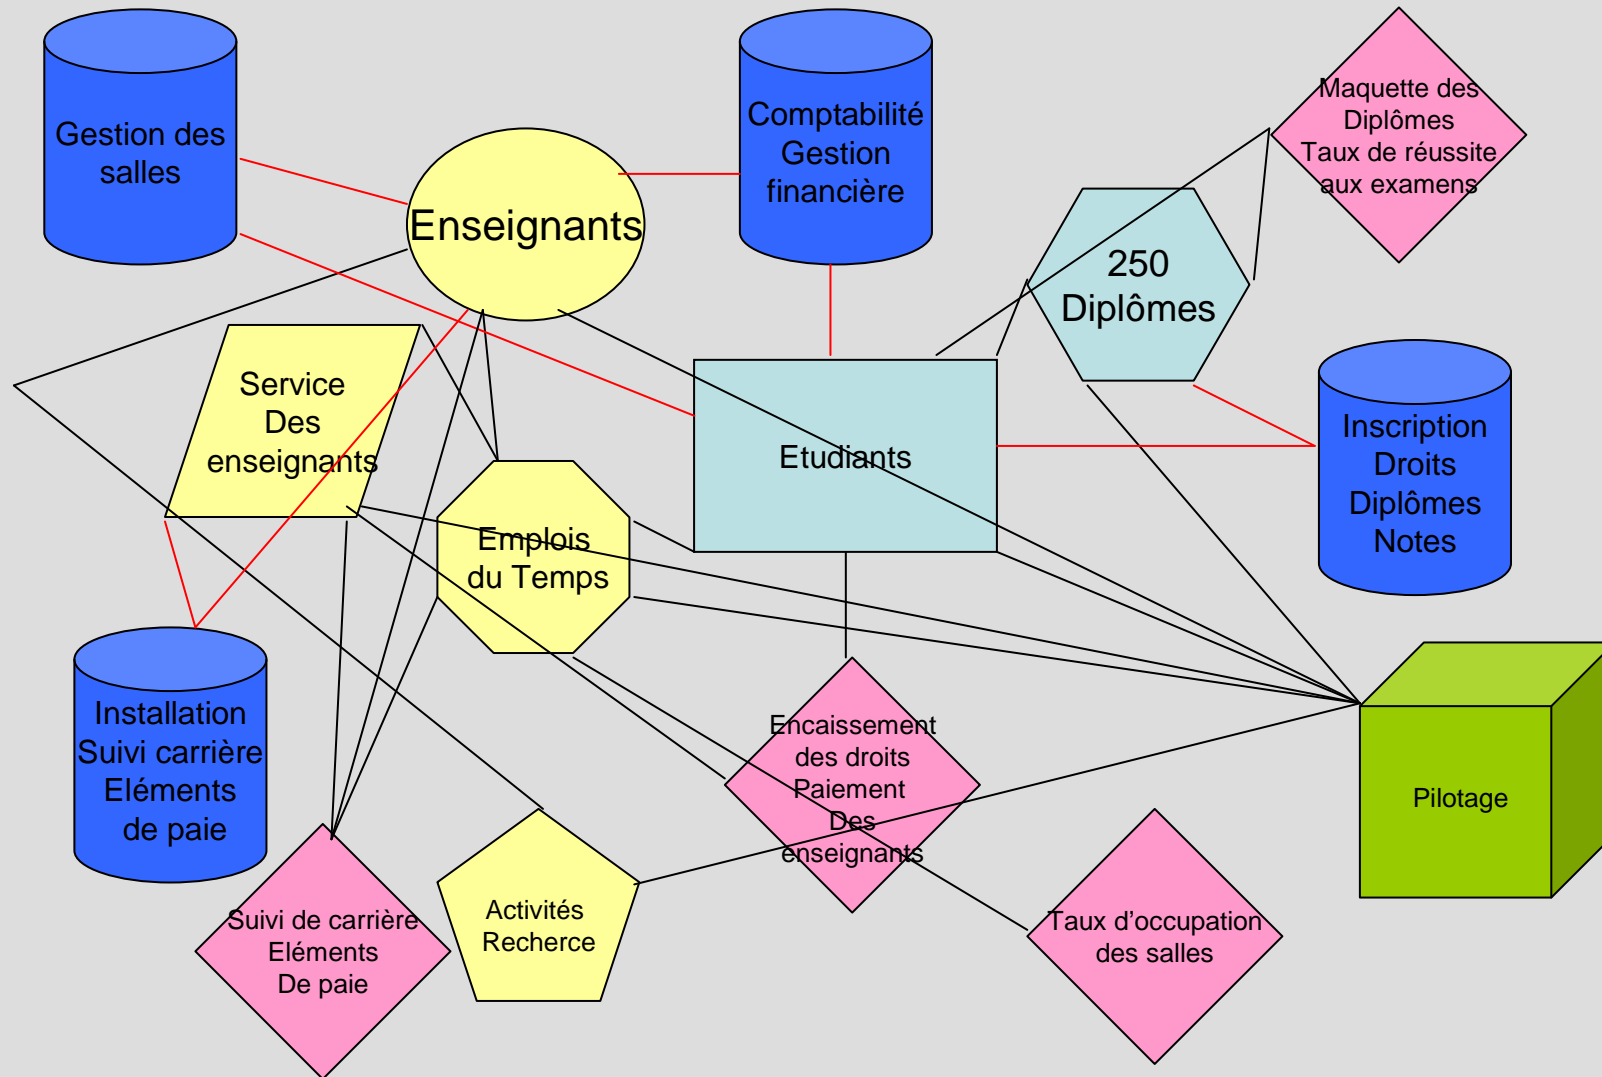 Gestion des
salles
Enseignants
Comptabilité
Gestion
financière
Maquette des
Diplômes
Taux de réussite
aux examens
250
Diplômes
Service
Des
enseignants
Etudiants
Inscription
Droits
Diplômes
Notes
Emplois
du Temps
Installation
Suivi carrière
Eléments
de paie
Encaissement
des droits
Paiement
Des
enseignants
Pilotage
Suivi de carrière
Eléments
De paie
Activités
Recherce
Taux d'occupation
des salles